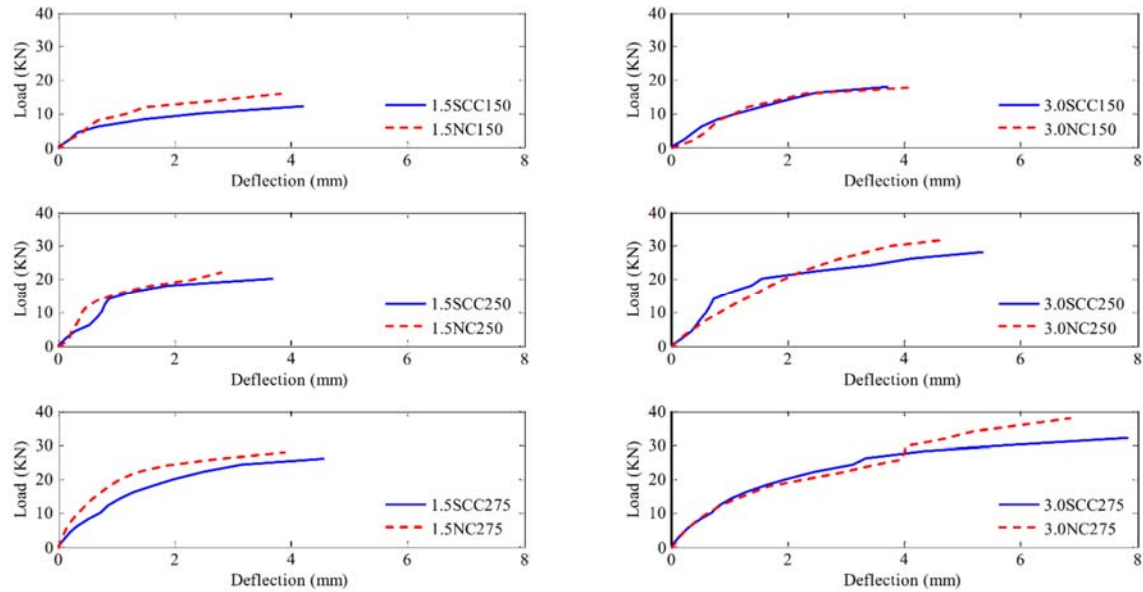 40
30
20
10
0
Load (KN)
1.5SCC150
1.5NC150
0 2 4 6 8
Deflection (mm)
40
30
20
10
0
Load (KN)
3.0SCC150
3.0NC150
0 2 4 6 8
Deflection (mm)
40
30
20
10
0
Load (KN)
1.5SCC250
1.5NC250
0 2 4 6 8
Deflection (mm)
40
30
20
10
0
Load (KN)
3.0SCC250
3.0NC250
0 2 4 6 8
Deflection (mm)
40
30
20
10
0
Load (KN)
1.5SCC275
1.5NC275
0 2 4 6 8
Deflection (mm)
40
30
20
10
0
Load (KN)
3.0SCC275
3.0NC275
0 2 4 6 8
Deflection (mm)